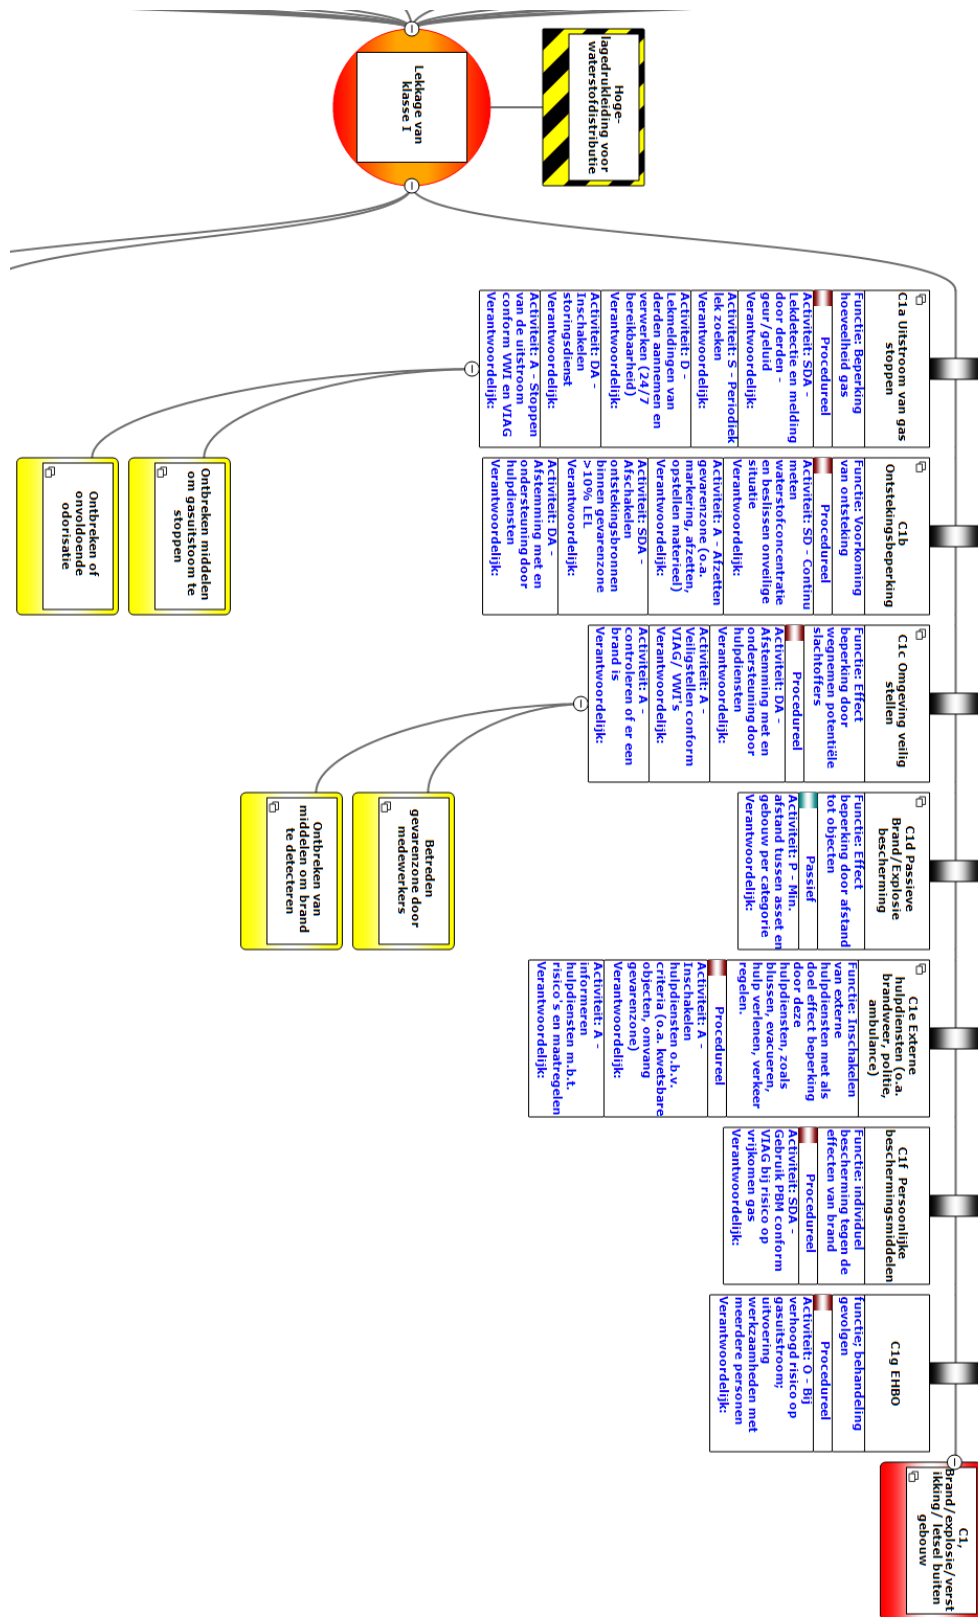 Hoge-
lagedrukleiding voor
waterstofdistributie
Lekkage van
klasse I
C1a Uitstroom van gas
stoppen
Functie: Beperking
hoeveelheid gas
Procedureel
Activiteit: SDA -
Lekdetectie en melding
door derden -
geur/geluid
Verantwoordelijk:
Activiteit: S - Periodiek
lek zoeken
Verantwoordelijk:
Activiteit: D -
Lekmeldingen van
derden aannemen en
verwerken (24/7
bereikbaarheid)
Verantwoordelijk:
Activiteit: DA -
Inschakelen
storingsdienst
Verantwoordelijk:
Activiteit: A - Stoppen
van de uitstroom
conform VWI en VIAG
Verantwoordelijk:
Ontbreken middelen
om gasuitstoom te
stoppen
Ontbreken of
onvoldoende
odorisatie
C1b
Ontstekingsbeperking
Functie: Voorkoming
van ontsteking
Procedureel
Activiteit: SD - Continu
meten
waterstofconcentratie
en beslissen onveilige
situatie
Verantwoordelijk:
Activiteit: A - Afzetten
gevarenzone (o.a.
markering, afzetten,
opstellen materieel)
Verantwoordelijk:
Activiteit: SDA -
Afschakelen
ontstekingsbronnen
binnen gevarenzone
>10% LEL
Verantwoordelijk:
Activiteit: DA -
Afstemming met en
ondersteuning door
hulpdiensten
Verantwoordelijk:
C1c Omgeving veilig
stellen
Functie: Effect
beperking door
wegnemen potentiële
slachtoffers
Procedureel
Activiteit: DA -
Afstemming met en
ondersteuning door
hulpdiensten
Verantwoordelijk:
Activiteit: A -
Veiligstellen conform
VIAG/ VWI's
Verantwoordelijk:
Activiteit: A -
controleren of er een
brand is
Verantwoordelijk:
Betreden
gevarenzone door
medewerkers
Ontbreken van
middelen om brand
te detecteren
C1d Passieve
Brand/Explosie
bescherming
Functie: Effect
beperking door afstand
tot objecten
Passief
Activiteit: P - Min.
afstand tussen asset en
gebouw per categorie
Verantwoordelijk:
C1e Externe
hulpdiensten (o.a.
brandweer, politie,
ambulance)
Functie: Inschakelen
van externe
hulpdiensten met als
doel effect beperking
door deze
hulpdiensten, zoals
blussen, evacueren,
hulp verlenen, verkeer
regelen.
Procedureel
Activiteit: A -
Inschakelen
hulpdiensten o.b.v.
criteria (o.a. kwetsbare
objecten, omvang
gevarenzone)
Verantwoordelijk:
Activiteit: A -
informeren
hulpdiensten m.b.t.
risico's en maatregelen
Verantwoordelijk:
C1f Persoonlijke
beschermingsmiddelen
Functie: individuel
bescherming tegen de
effecten van brand
Procedureel
Activiteit: SDA -
Gebruik PBM conform
VIAG bij risico op
vrijkomen gas
Verantwoordelijk:
C1g EHBO
functie; behandeling
gevolgen
Procedureel
Activiteit: O - Bij
verhoogd risico op
gasuitstroom;
uitvoering
werkzaamheden met
meerdere personen
Verantwoordelijk:
C1,
Brand/explosie/verst
ikking/ letsel buiten
gebouw